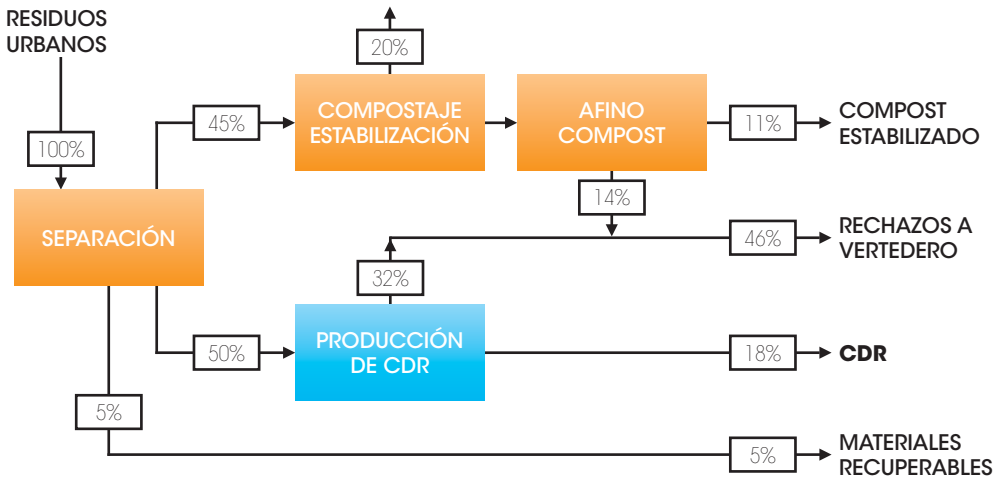 RESIDUOS
URBANOS
20%
COMPOSTAJE
ESTABILIZACIÓN
AFINO
COMPOST
45%
11%
COMPOST
ESTABILIZADO
100%
14%
SEPARACIÓN
46%
RECHAZOS A
VERTEDERO
32%
PRODUCCIÓN
DE CDR
50%
18%
CDR
5%
5%
MATERIALES
RECUPERABLES